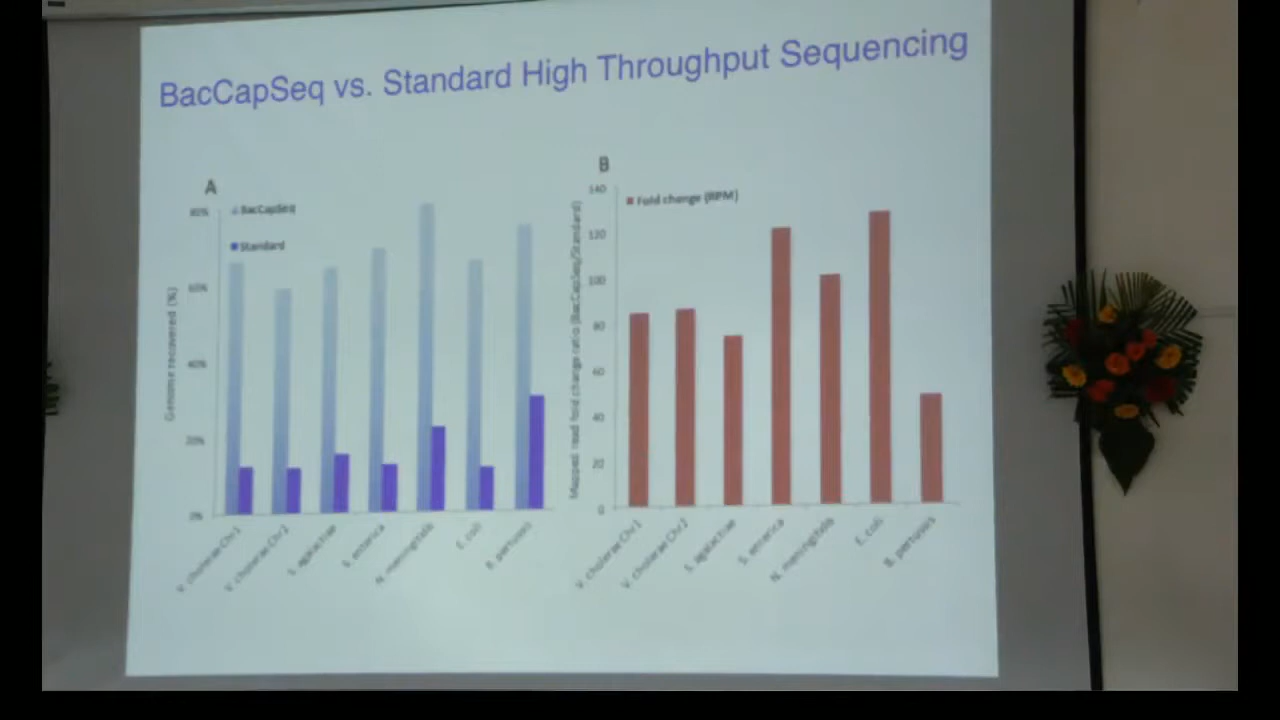 BacCapSeq vs. Standard High Throughput Sequencing
A
80%
60%
40%
20%
0%
Genome recovered (%)
BacCapSeq
Standard
V. cholerae Chr1
V. cholerae Chr2
S. agalactiae
S. enterica
N. meningitidis
E. coli
B. pertussis
B
140
120
100
80
60
40
20
0
Mapped read fold change ratio (BacCapSeq/Standard)
Fold change (RPM)
V. cholerae Chr1
V. cholerae Chr2
S. agalactiae
S. enterica
N. meningitidis
E. coli
B. pertussis